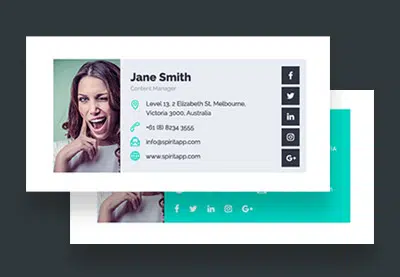 Jane Smith
Content Manager
Level 13, 2 Elizabeth St, Melbourne,
Victoria 3000, Australia
+61 (8) 8234 3555
info@spiritapp.com
www.spiritapp.com
f
in
G+
IA
f
in
G+